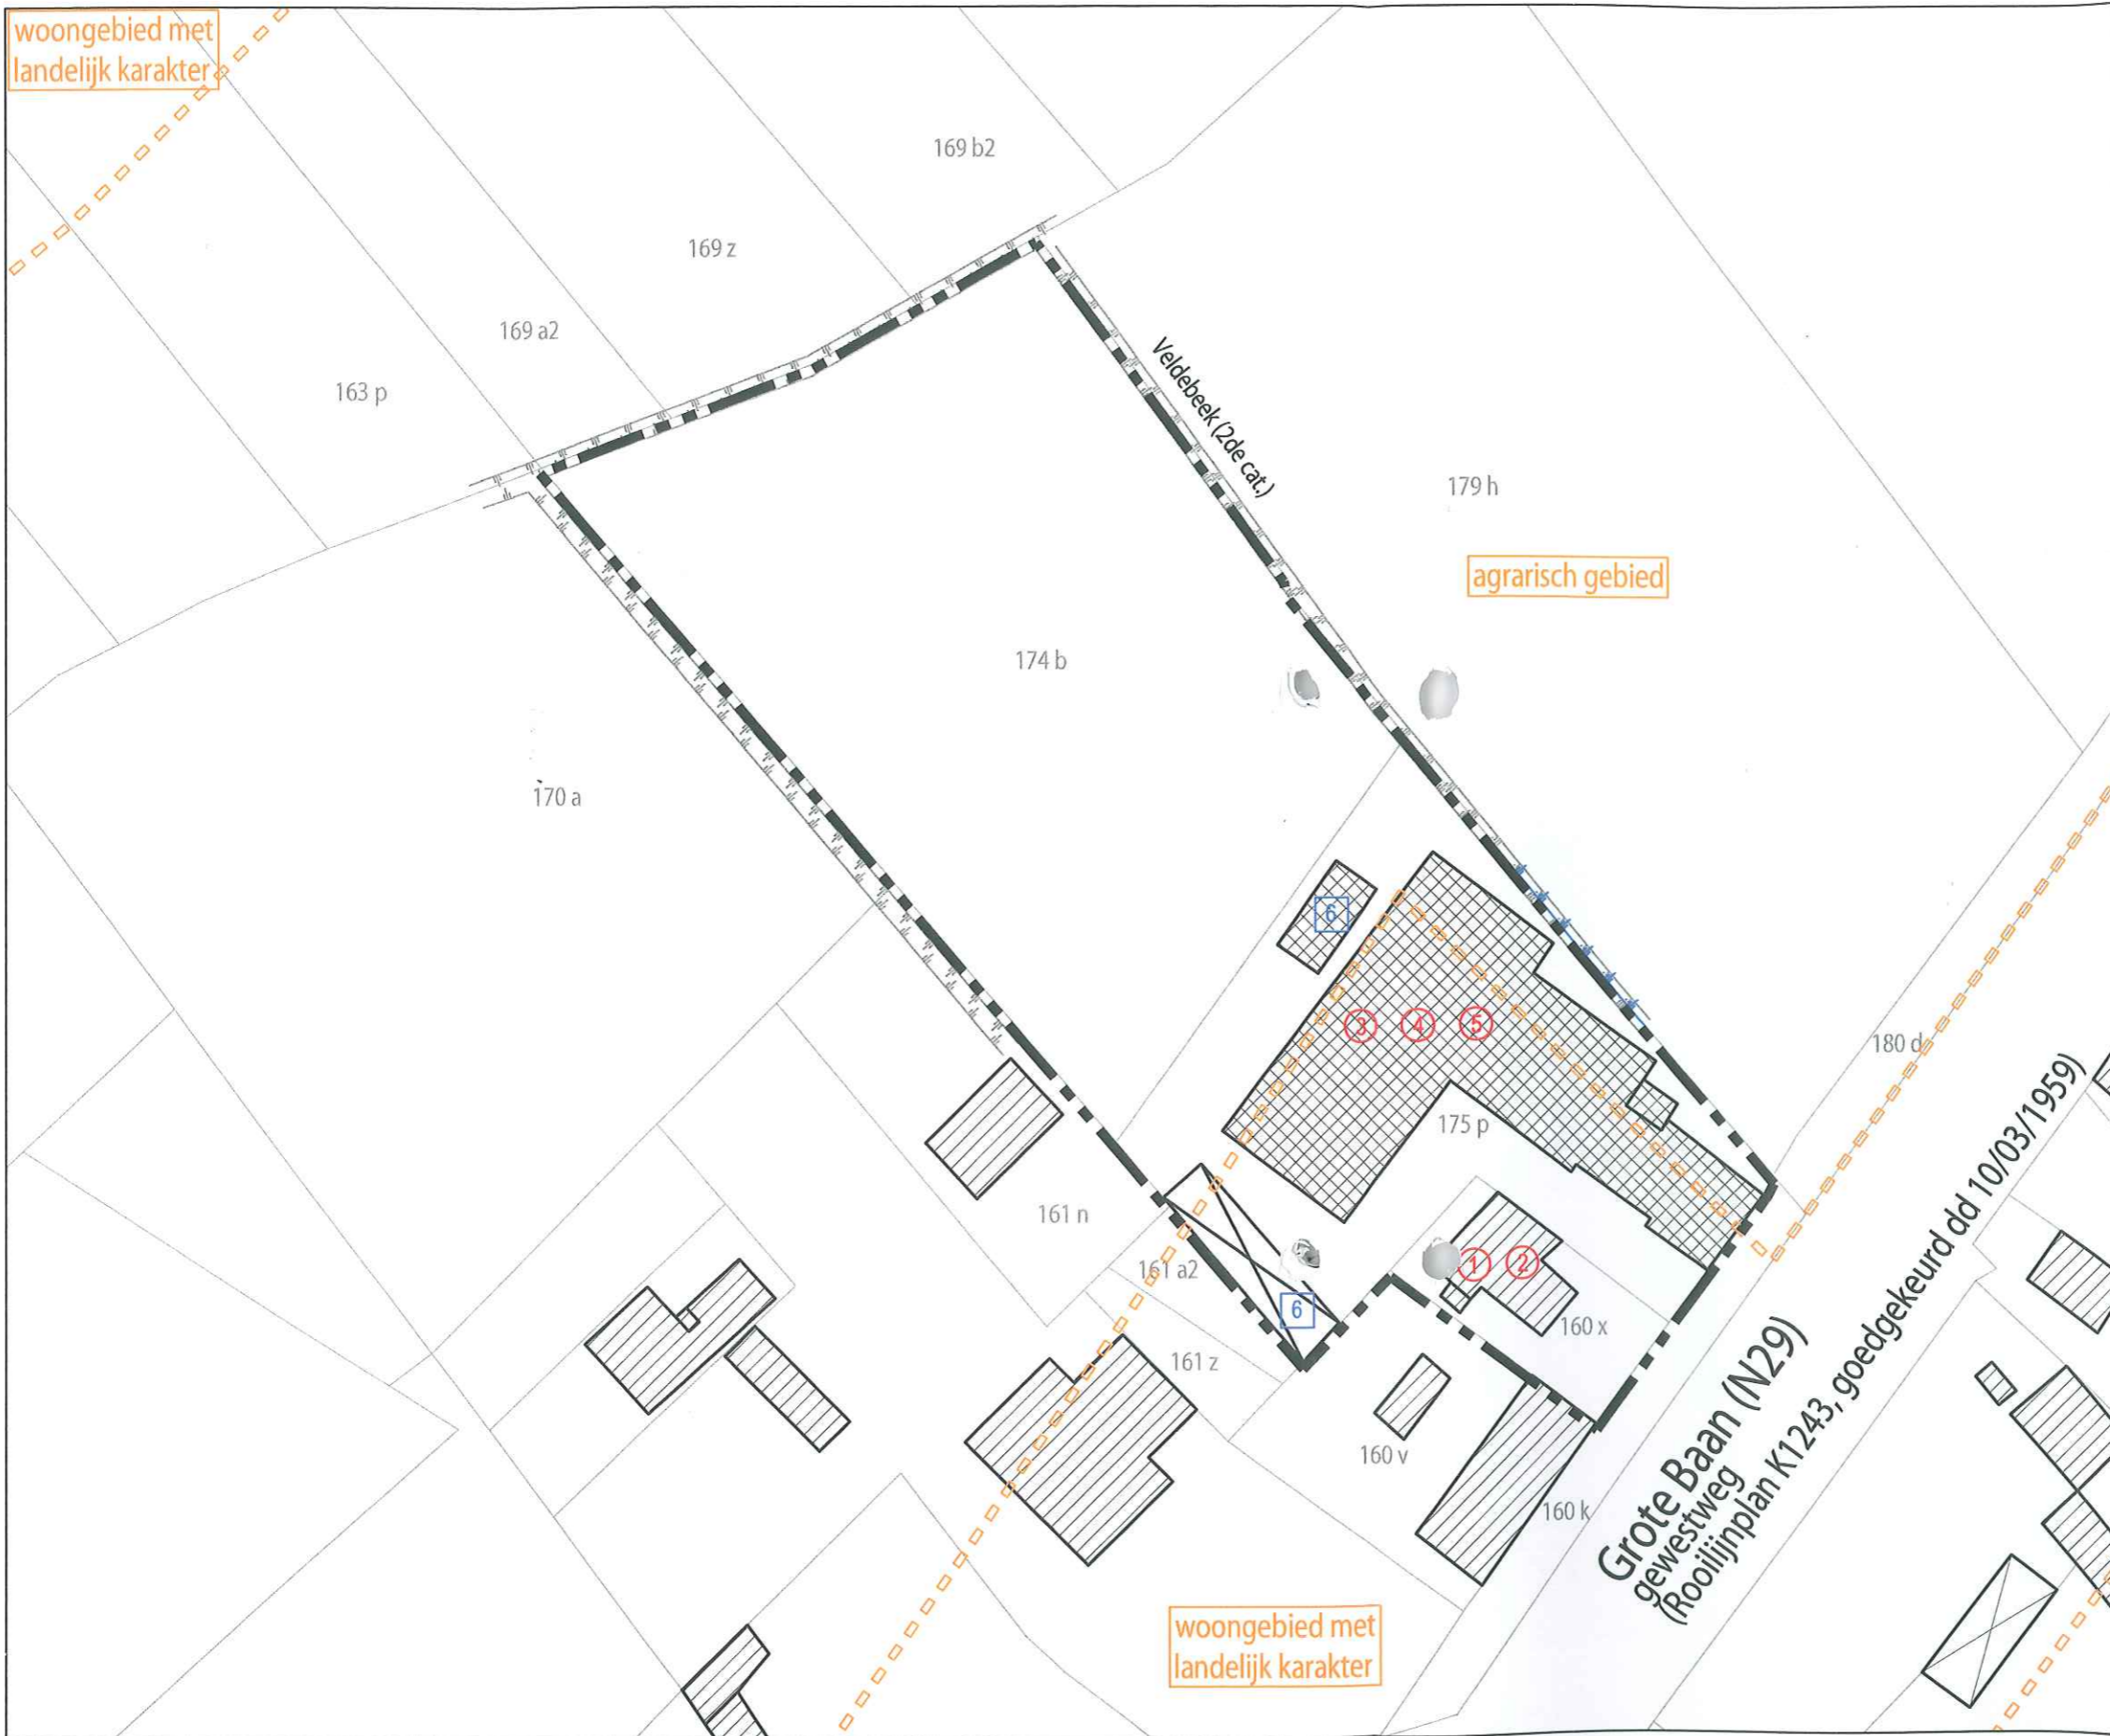 woongebied met
landelijk karakter
169 b2
169 z
169 a2
163 p
Veldebeek (2de cat.)
179 h
agrarisch gebied
174 b
170 a
6
3
4
5
180 d
175 p
161 n
161 a2
1
2
6
160 x
161 z
160 v
160 k
Grote Baan (N29)
gewestweg
(Rooilijnplan K1243, goedgekeurd dd 10/03/1959)
woongebied met
landelijk karakter